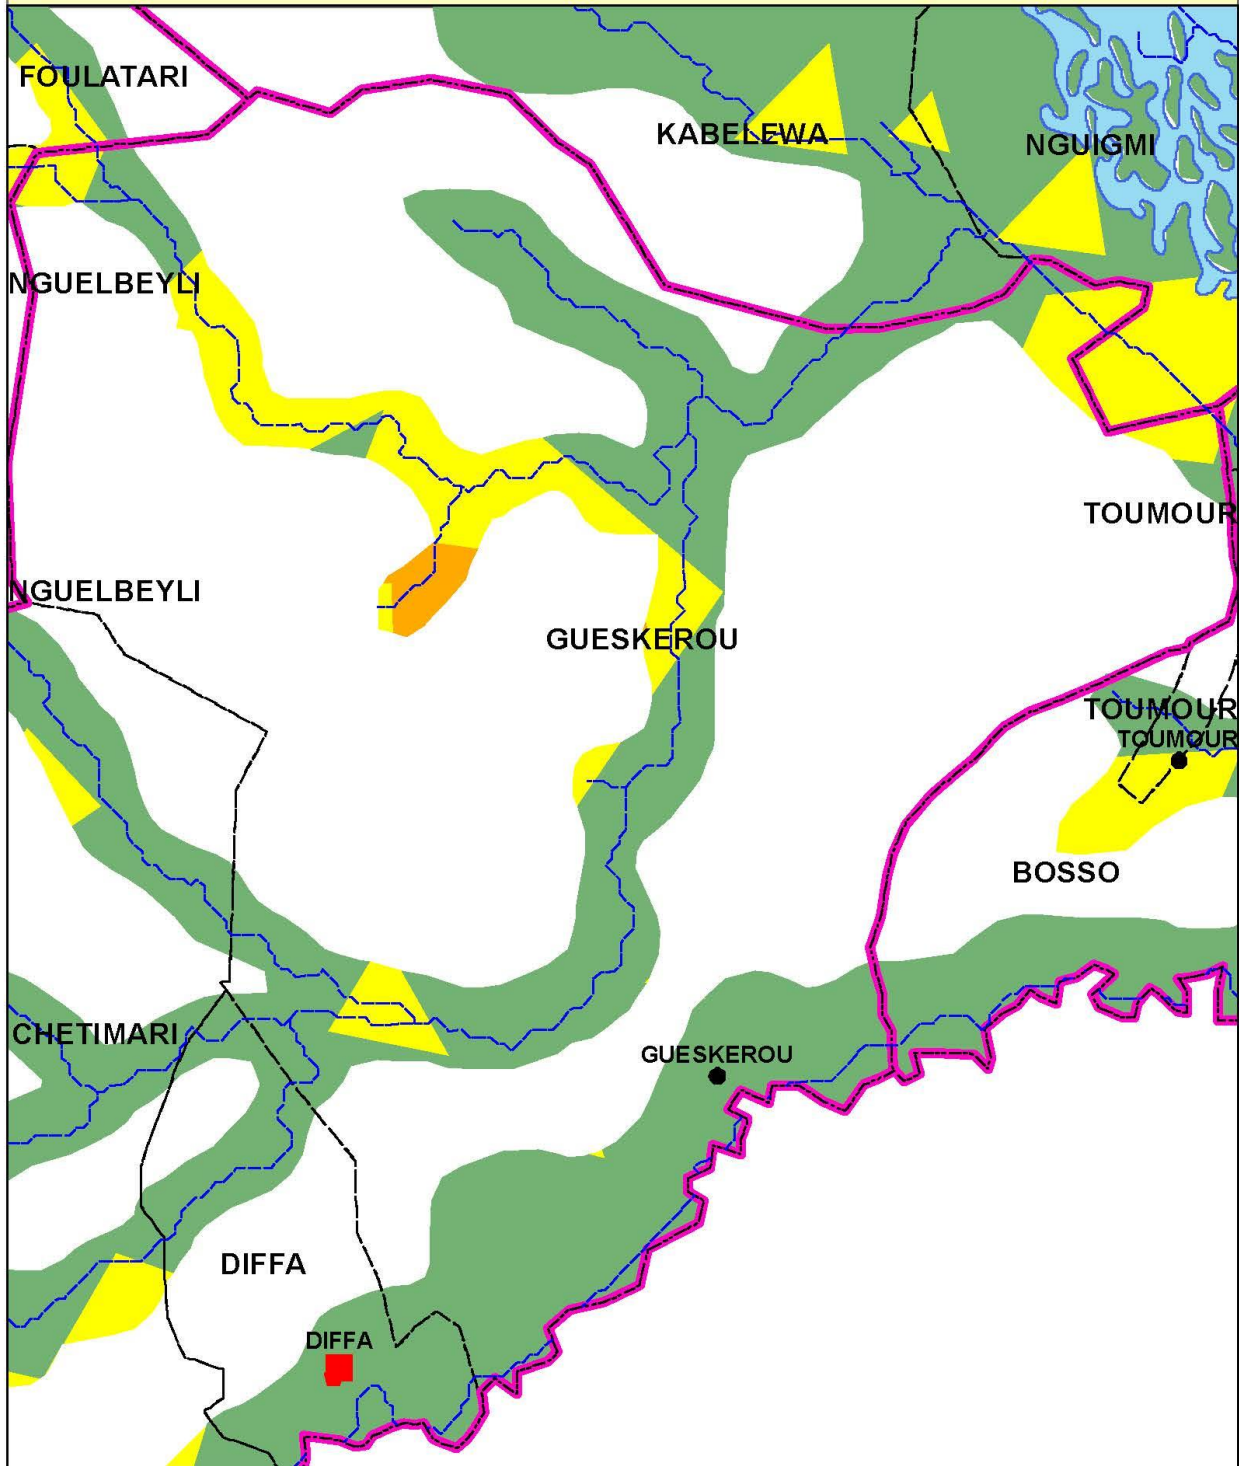 FOULATARI
KABELEWA
NGUIGMI
NGUELBEYLI
TOUMOUR
NGUELBEYLI
GUESKEROU
TOUMOUR
TOUMOUR
BOSSO
CHETIMARI
GUESKEROU
DIFFA
DIFFA